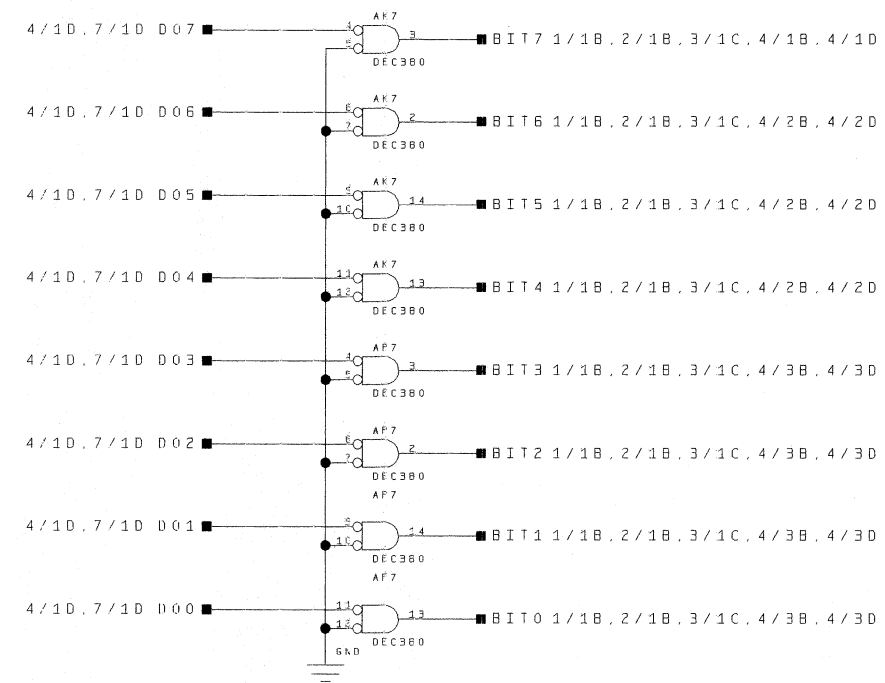 AK7
4/1D,7/1D DO7 4 3 BIT7 1/1B,2/1B,3/1C,4/1B,4/1D
5
DEC380
AK7
4/1D,7/1D DO6 6 2 BIT6 1/1B,2/1B,3/1C,4/2B,4/2D
7
DEC380
AK7
4/1D,7/1D DO5 9 14 BIT5 1/1B,2/1B,3/1C,4/2B,4/2D
10
DEC380
AK7
4/1D,7/1D DO4 11 13 BIT4 1/1B,2/1B,3/1C,4/2B,4/2D
12
DEC380
AP7
4/1D,7/1D DO3 4 3 BIT3 1/1B,2/1B,3/1C,4/3B,4/3D
5
DEC380
AP7
4/1D,7/1D DO2 6 2 BIT2 1/1B,2/1B,3/1C,4/3B,4/3D
7
DEC380
AP7
4/1D,7/1D DO1 9 14 BIT1 1/1B,2/1B,3/1C,4/3B,4/3D
10
DEC380
AP7
4/1D,7/1D DO0 11 13 BIT0 1/1B,2/1B,3/1C,4/3B,4/3D
12
DEC380
GND